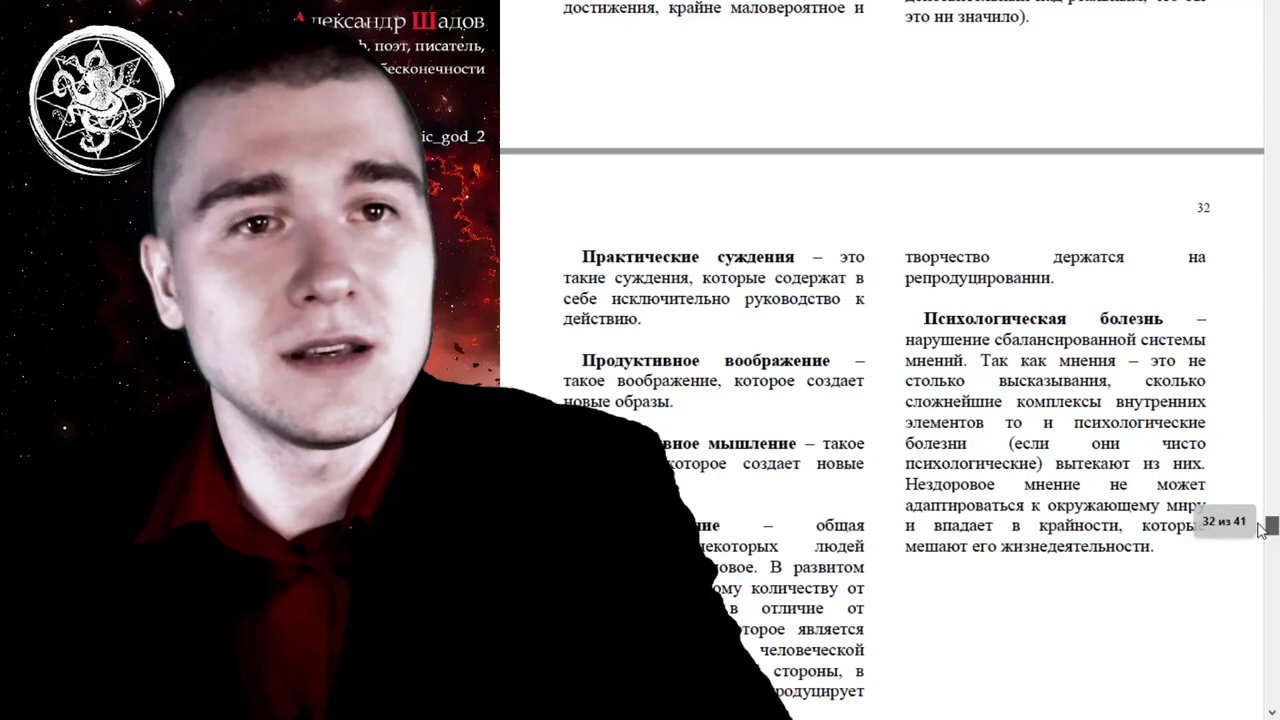 Александр Шадов
поэт, писатель,
бесконечности
ic_god_2
достижения, крайне маловероятное и
это ни значило).
32
Практические суждения – это
такие суждения, которые содержат в
себе исключительно руководство к
действию.
Продуктивное воображение –
такое воображение, которое создает
новые образы.
вное мышление – такое
которое создает новые
– общая
некоторых людей
В развитом
ому количеству от
в отличие от
которое является
человеческой
стороны, в
родуцирует
творчество держатся на
репродуцировании.
Психологическая болезнь –
нарушение сбалансированной системы
мнений. Так как мнения – это не
столько высказывания, сколько
сложнейшие комплексы внутренних
элементов то и психологические
болезни (если они чисто
психологические) вытекают из них.
Нездоровое мнение не может
адаптироваться к окружающему миру
и впадает в крайности, которые
мешают его жизнедеятельности.
32 из 41